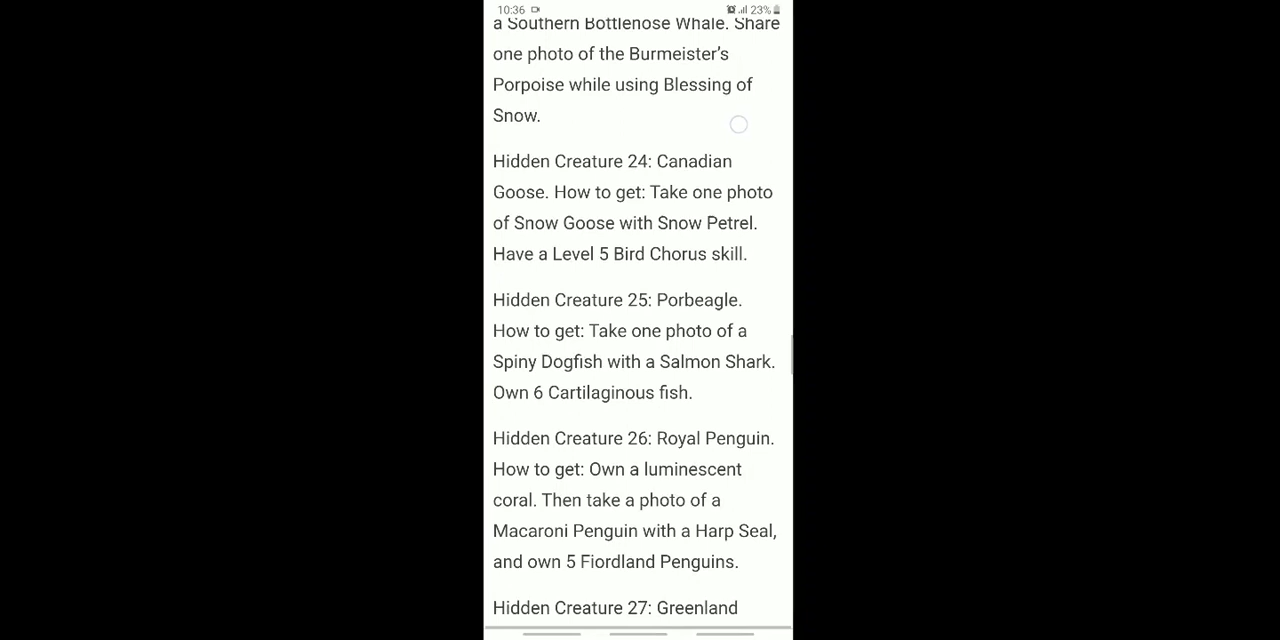 10:36
23%
a Southern Bottlenose Whale. Share
one photo of the Burmeister’s
Porpoise while using Blessing of
Snow.
Hidden Creature 24: Canadian
Goose. How to get: Take one photo
of Snow Goose with Snow Petrel.
Have a Level 5 Bird Chorus skill.
Hidden Creature 25: Porbeagle.
How to get: Take one photo of a
Spiny Dogfish with a Salmon Shark.
Own 6 Cartilaginous fish.
Hidden Creature 26: Royal Penguin.
How to get: Own a luminescent
coral. Then take a photo of a
Macaroni Penguin with a Harp Seal,
and own 5 Fiordland Penguins.
Hidden Creature 27: Greenland